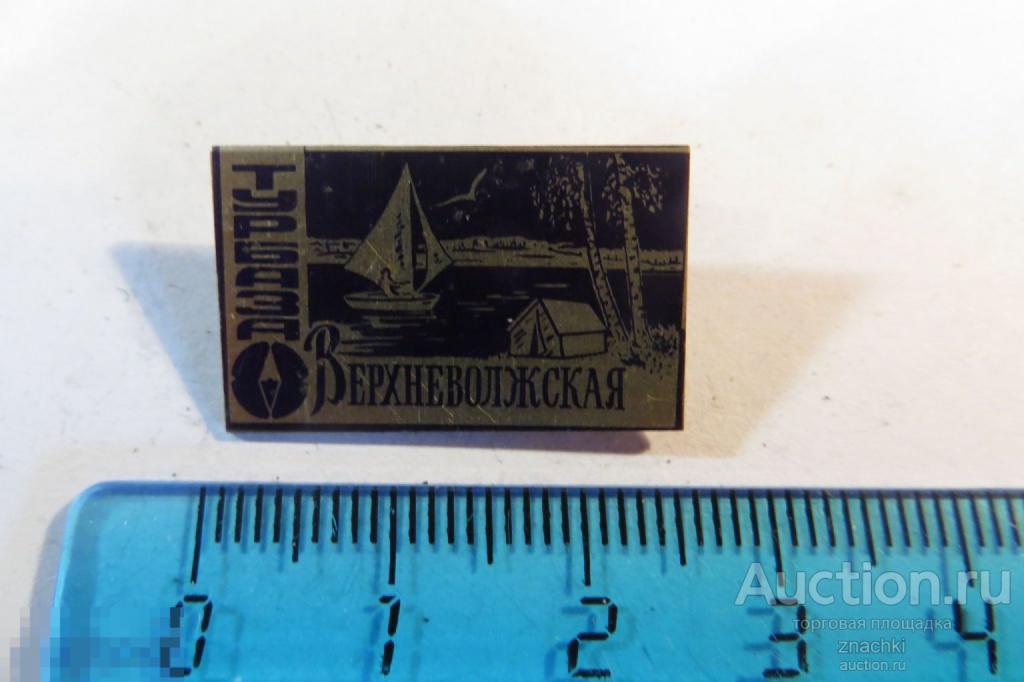 ТУРБАЗА
ВЕРХНЕВОЛЖСКАЯ
0 1 2 3 4
Auction.ru
торговая площадка
znachki
auction.ru